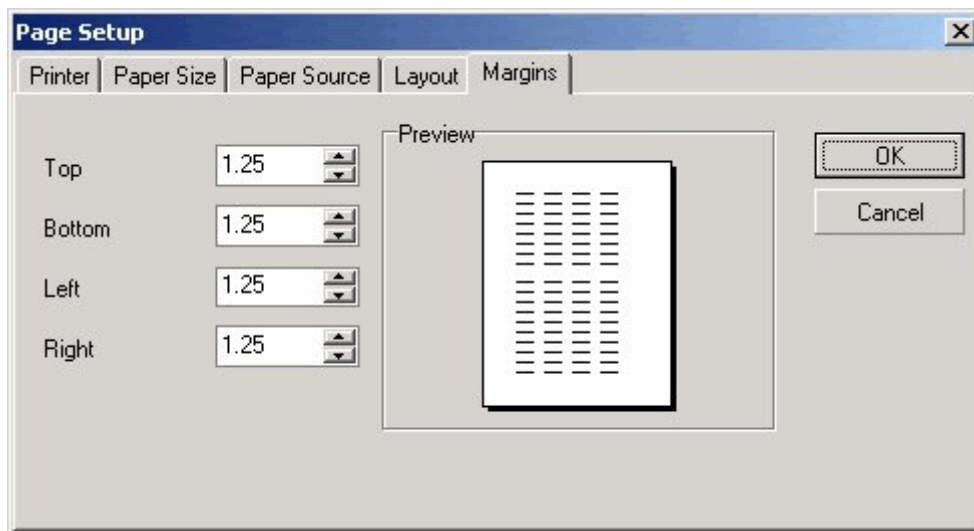 Page Setup
Printer Paper Size Paper Source Layout Margins
Preview
Top 1.25
Bottom 1.25
Left 1.25
Right 1.25
OK
Cancel